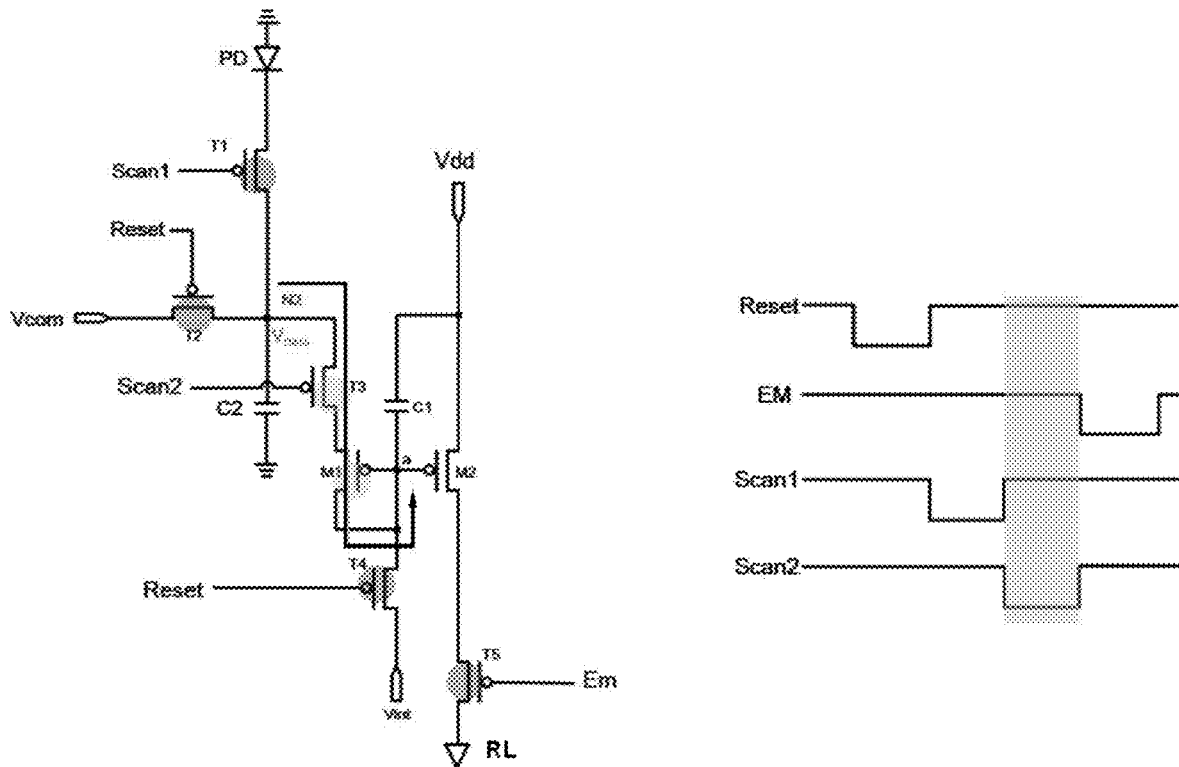 PD
T1
Scan1
Vdd
Reset
N2
Reset
Vcom
T2
EM
Scan2
T3
C2
C1
M1
a
M2
Scan1
T4
Scan2
Reset
T5
Em
RL